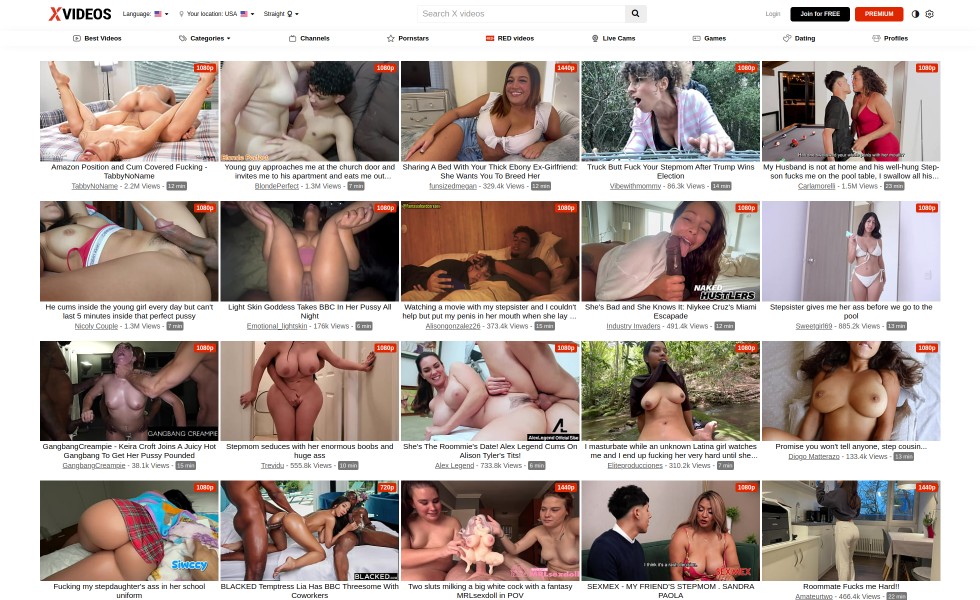 XVIDEOS
Language:
Your location: USA
Straight
Search X videos
Login
Join for FREE
PREMIUM
Best Videos
Categories
Channels
Pornstars
RED videos
Live Cams
Games
Dating
Profiles
1080p
1080p
1440p
1080p
1080p
Amazon Position and Cum Covered Fucking -
TabbyNoName
TabbyNoName - 2.2M Views - 12 min
Young guy approaches me at the church door and
invites me to his apartment and eats me out...
BlondePerfect - 1.3M Views - 7 min
Sharing A Bed With Your Thick Ebony Ex-Girlfriend:
She Wants You To Breed Her
funsizedmegan - 329.4k Views - 12 min
Truck Butt Fuck Your Stepmom After Trump Wins
Election
Vibewithmommy - 86.3k Views - 14 min
My Husband is not at home and his well-hung Step-
son fucks me on the pool table, I swallow all his...
Carlamorelli - 1.5M Views - 23 min
1080p
1080p
1080p
NAKED
HUSTLERS
1080p
1080p
He cums inside the young girl every day but can't
last 5 minutes inside that perfect pussy
Nicolv Couple - 1.3M Views - 7 min
Light Skin Goddess Takes BBC In Her Pussy All
Night
Emotional_lightskin - 176k Views - 6 min
Watching a movie with my stepsister and I couldn't
help but put my penis in her mouth when she lay ...
Alisongonzalez26 - 373.4k Views - 15 min
She's Bad and She Knows It: Nykee Cruz's Miami
Escapade
Industry Invaders - 491.4k Views - 12 min
Stepsister gives me her ass before we go to the
pool
Sweetgirl69 - 885.2k Views - 13 min
1080p
GANGBANG CREAMPIE
1080p
1080p
AL
AlexLegend Official Site
1080p
1080p
GangbangCreampie - Keira Croft Joins A Juicy Hot
Gangbang To Get Her Pussy Pounded
GangbangCreampie - 38.1k Views - 15 min
Stepmom seduces with her enormous boobs and
huge ass
Trevidu - 555.8k Views - 10 min
She's The Roommie's Date! Alex Legend Cums On
Alison Tyler's Tits!
Alex Legend - 733.8k Views - 6 min
I masturbate while an unknown Latina girl watches
me and I end up fucking her very hard until she...
Eliteproducciones - 310.2k Views - 7 min
Promise you won't tell anyone, step cousin...
Diogo Matterazo - 133.4k Views - 13 min
1080p
Siwccy
720p
BLACKED.com
1440p
1080p
SEXMEX
1440p
Fucking my stepdaughter's ass in her school
uniform
BLACKED Temptress Lia Has BBC Threesome With
Coworkers
Two sluts milking a big white cock with a fantasy
MRLsexdoll in POV
SEXMEX - MY FRIEND'S STEPMOM . SANDRA
PAOLA
Roommate Fucks me Hard!!
Amateurtwo - 466.4k Views - 22 min